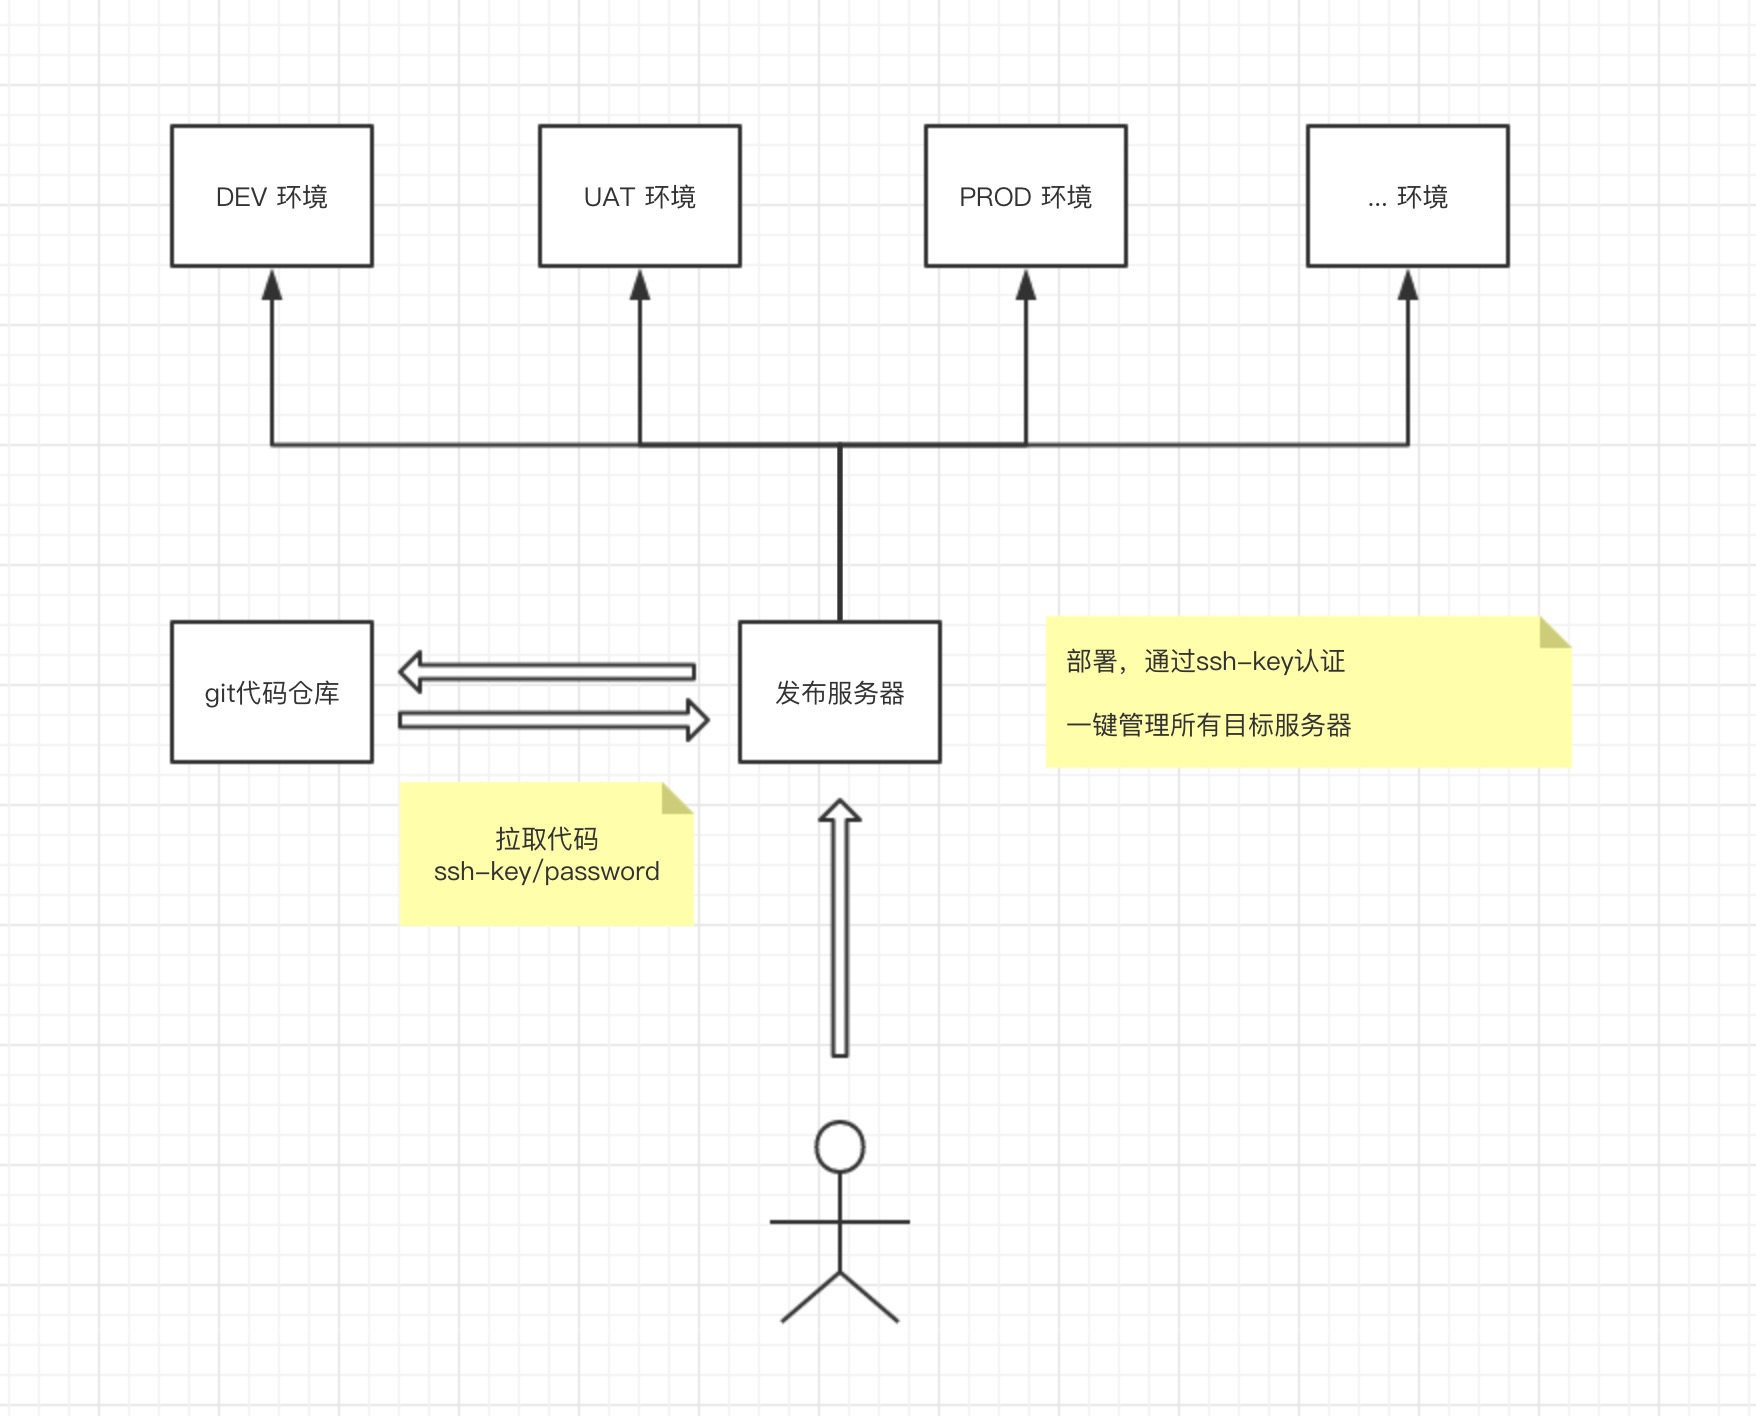 DEV 环境
UAT 环境
PROD 环境
... 环境
git代码仓库
发布服务器
部署，通过ssh-key认证
一键管理所有目标服务器
拉取代码
ssh-key/password